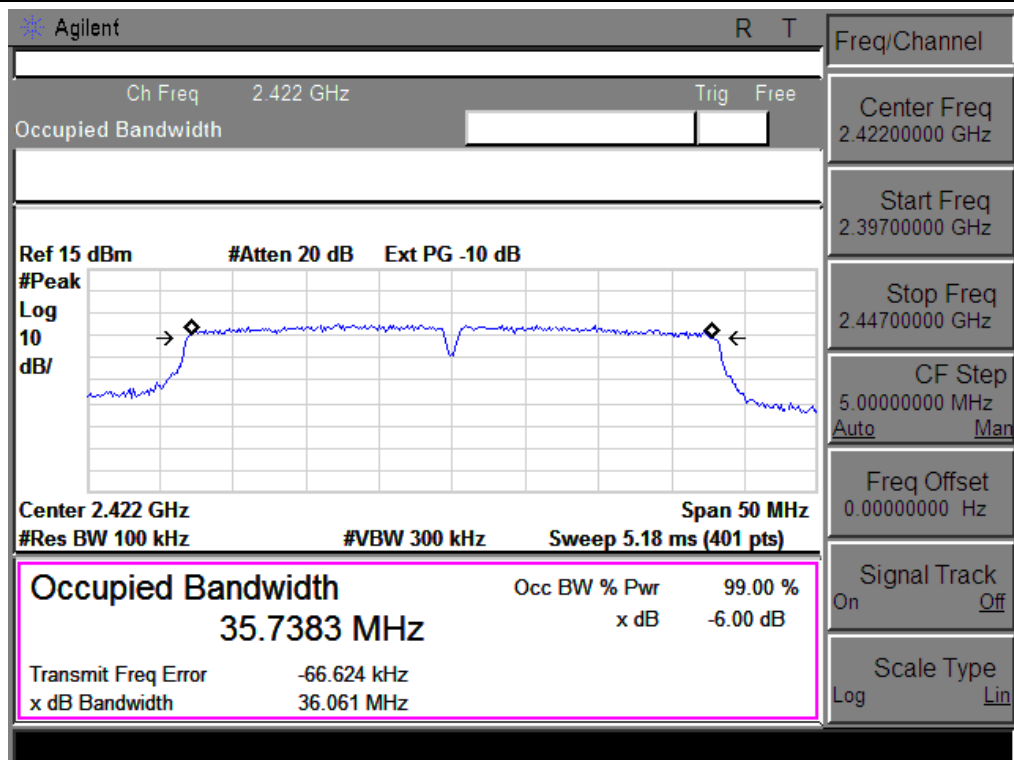 Agilent R T
Ch Freq 2.422 GHz Trig Free
Occupied Bandwidth
Ref 15 dBm #Atten 20 dB Ext PG -10 dB
#Peak
Log
10
dB/
Center 2.422 GHz Span 50 MHz
#Res BW 100 kHz #VBW 300 kHz Sweep 5.18 ms (401 pts)
Occupied Bandwidth Occ BW % Pwr 99.00 %
35.7383 MHz x dB -6.00 dB
Transmit Freq Error -66.624 kHz
x dB Bandwidth 36.061 MHz
Freq/Channel
Center Freq
2.42200000 GHz
Start Freq
2.39700000 GHz
Stop Freq
2.44700000 GHz
CF Step
5.00000000 MHz
Auto Man
Freq Offset
0.00000000 Hz
Signal Track
On Off
Scale Type
Log Lin